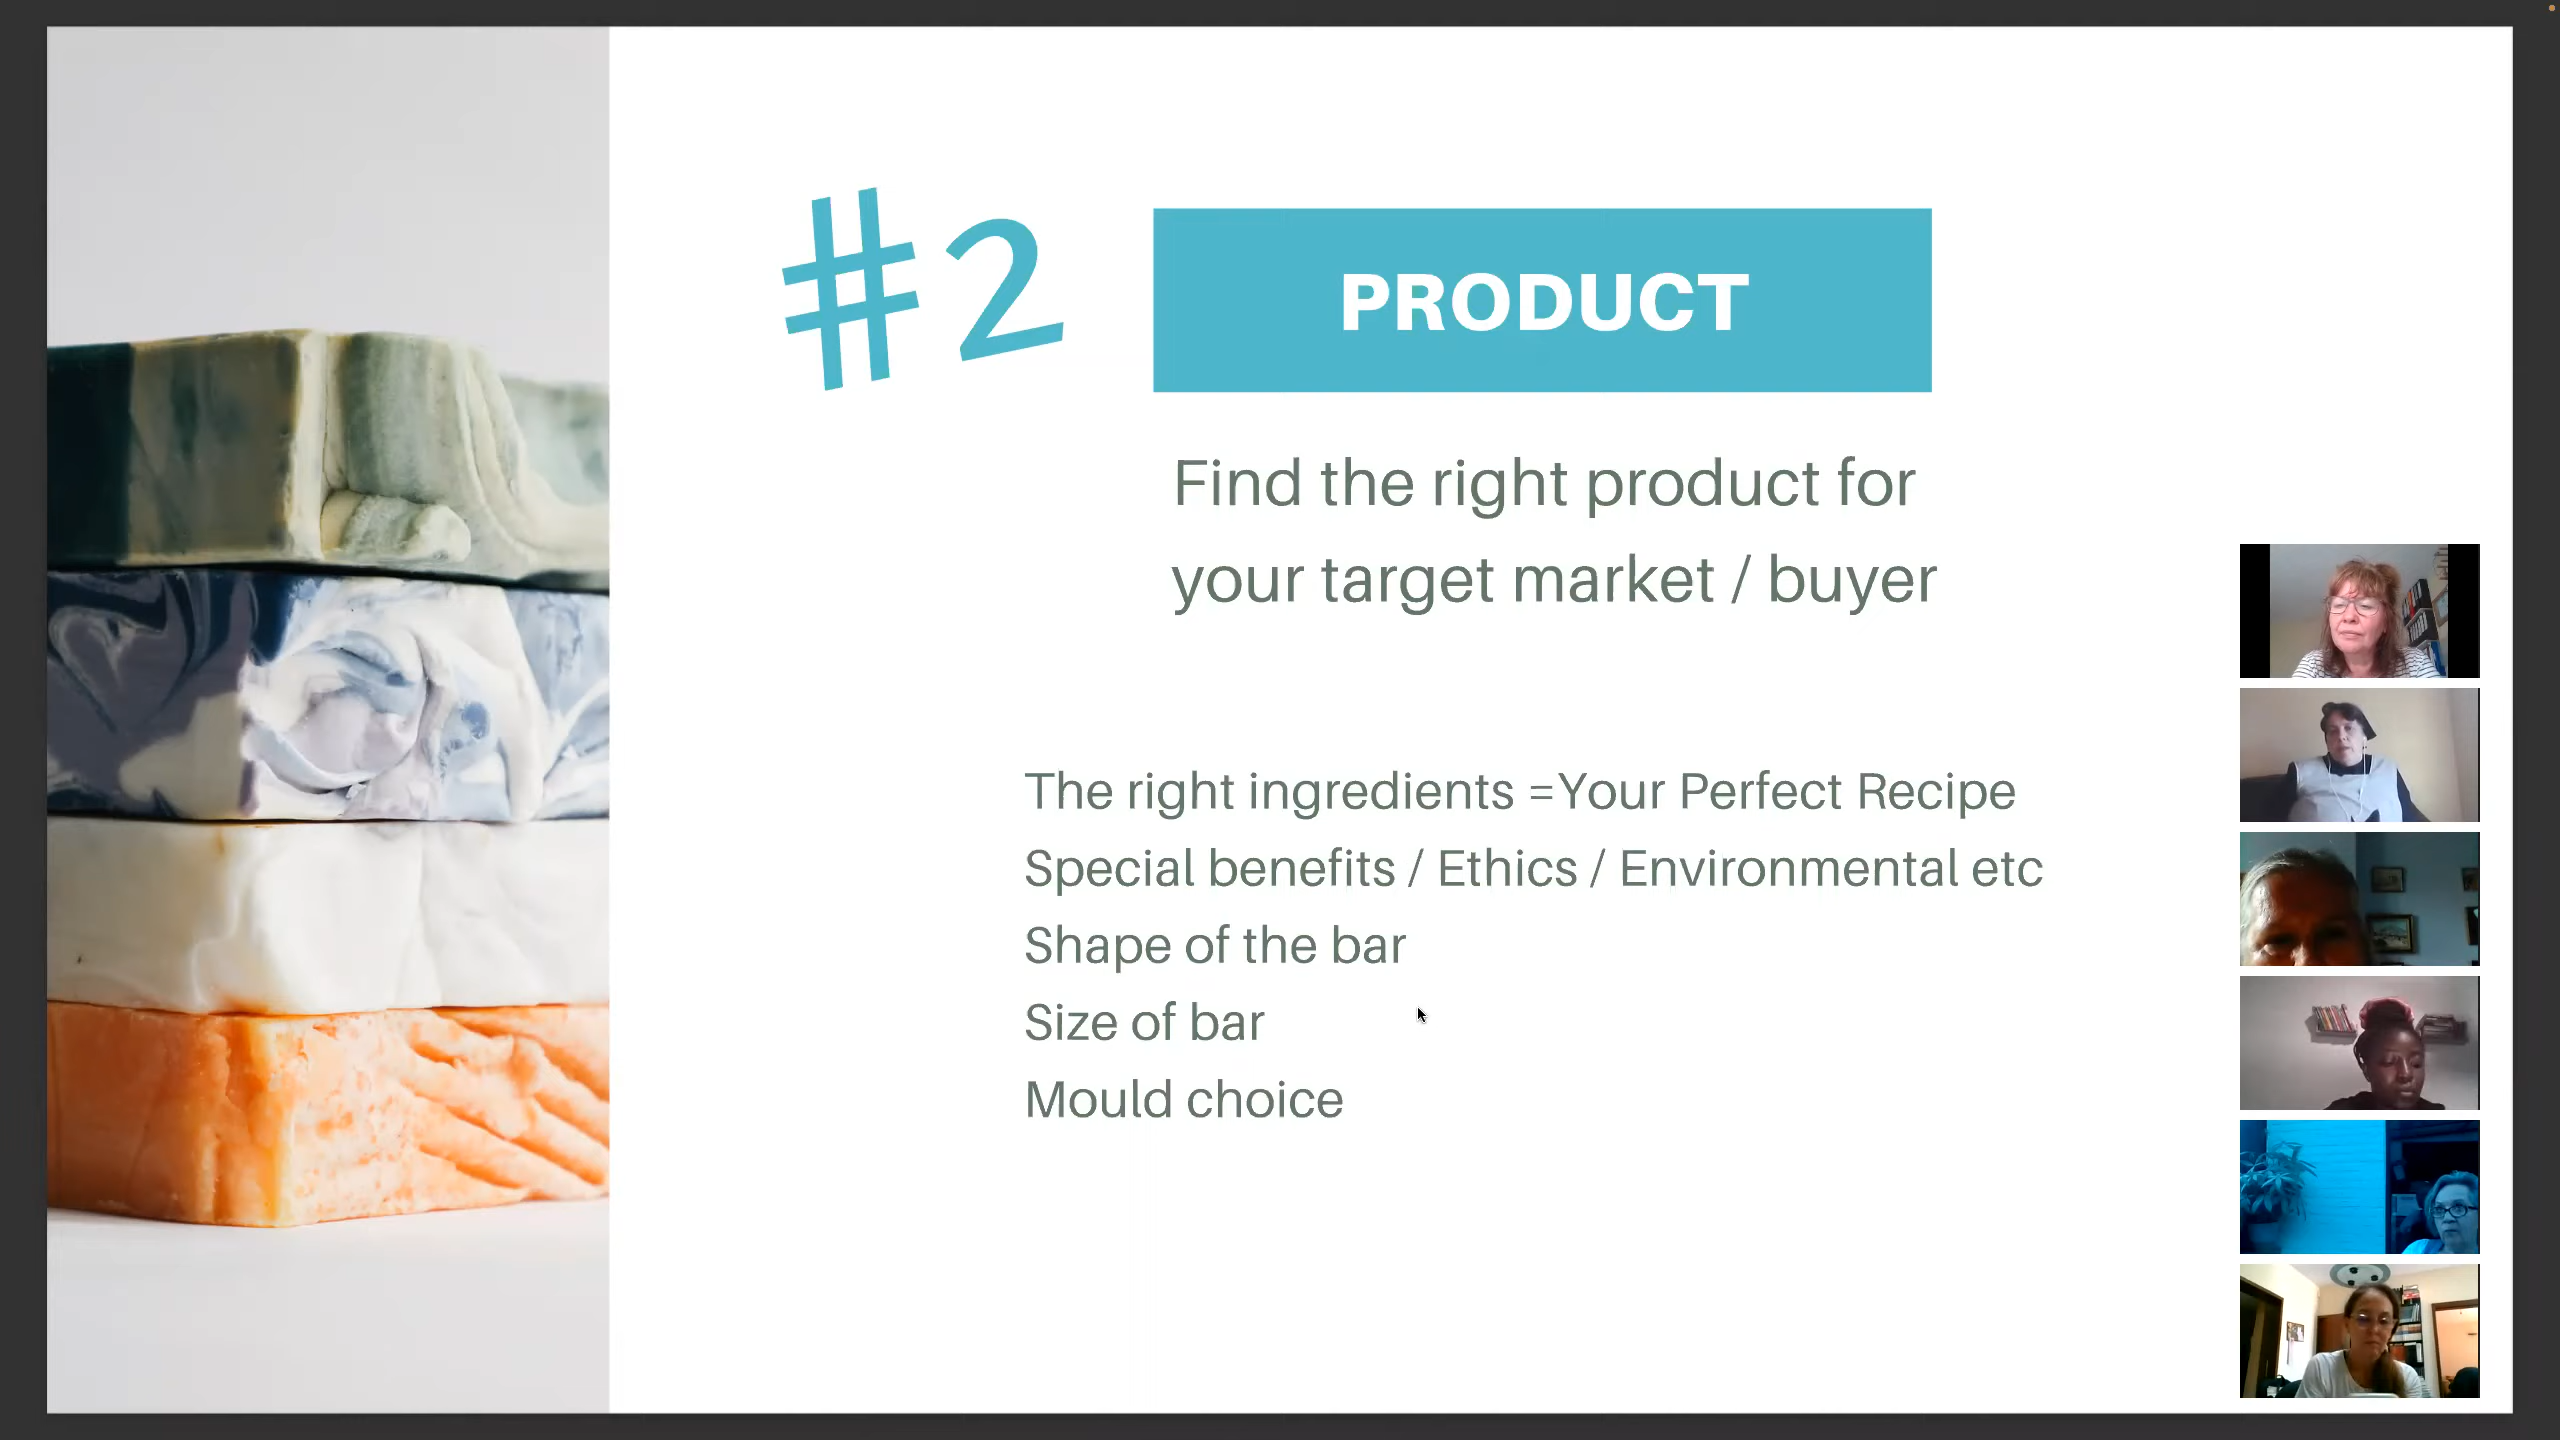 #2
PRODUCT
Find the right product for
your target market / buyer
The right ingredients =Your Perfect Recipe
Special benefits / Ethics / Environmental etc
Shape of the bar
Size of bar
Mould choice